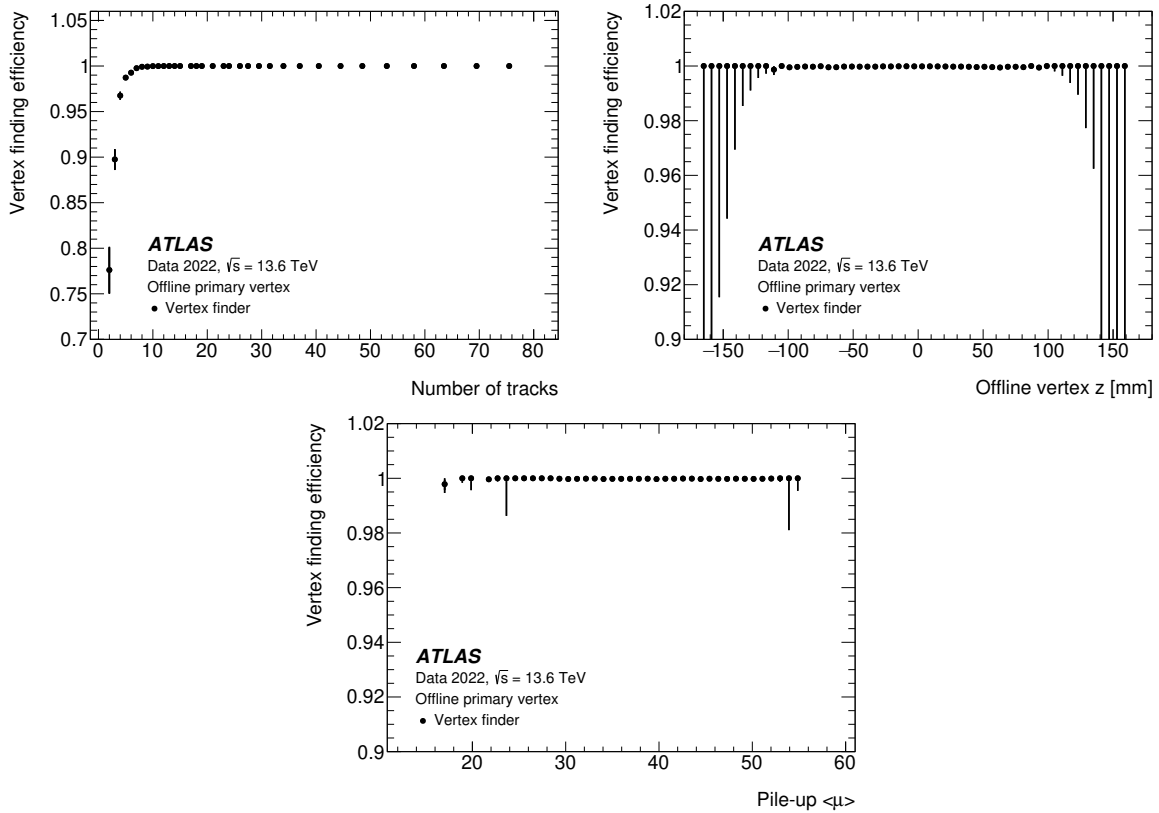 Vertex finding efficiency
1.05
1
0.95
0.9
0.85
0.8
0.75
0.7
ATLAS
Data 2022, √s = 13.6 TeV
Offline primary vertex
Vertex finder
0 10 20 30 40 50 60 70 80
Number of tracks
Vertex finding efficiency
1.02
1
0.98
0.96
0.94
0.92
0.9
ATLAS
Data 2022, √s = 13.6 TeV
Offline primary vertex
Vertex finder
−150 −100 −50 0 50 100 150
Offline vertex z [mm]
Vertex finding efficiency
1.02
1
0.98
0.96
0.94
0.92
0.9
ATLAS
Data 2022, √s = 13.6 TeV
Offline primary vertex
Vertex finder
20 30 40 50 60
Pile-up <μ>